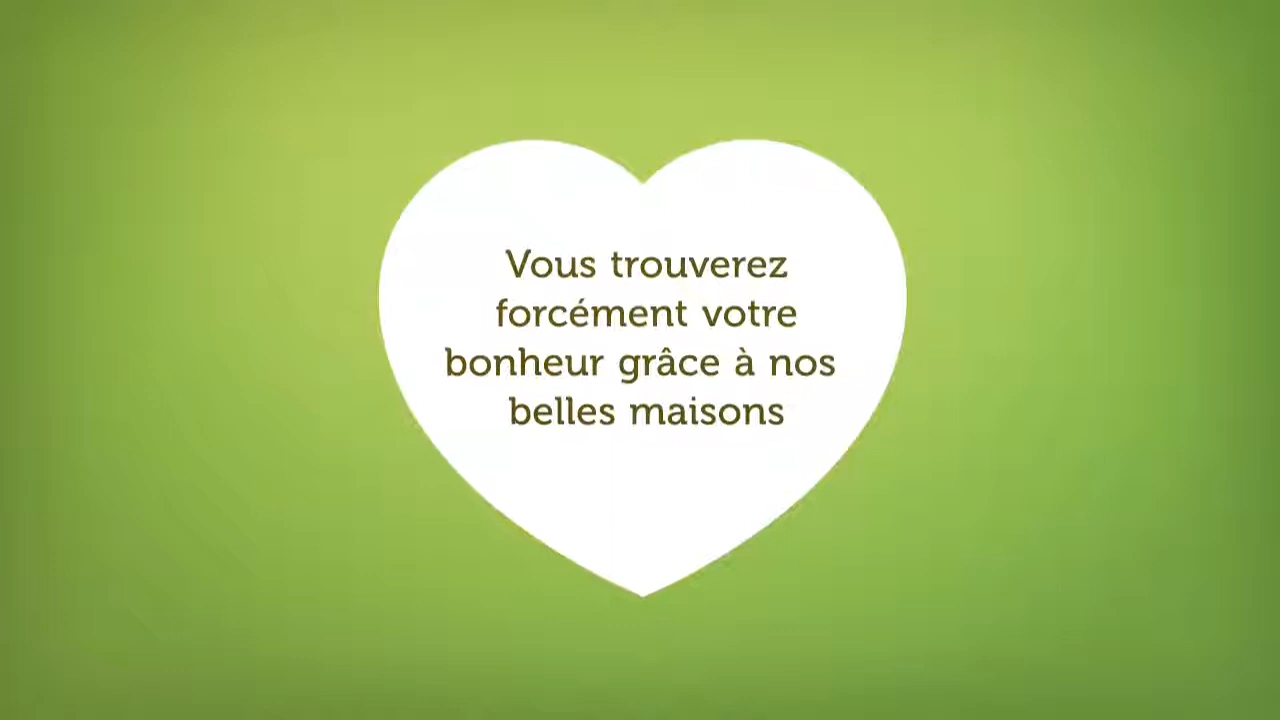 Vous trouverez
forcément votre
bonheur grâce à nos
belles maisons